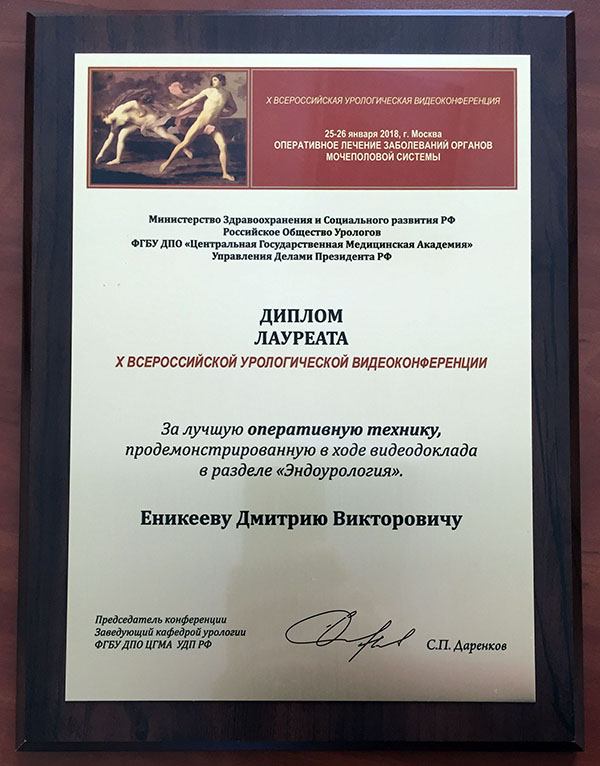 X ВСЕРОССИЙСКАЯ УРОЛОГИЧЕСКАЯ ВИДЕОКОНФЕРЕНЦИЯ
25-26 января 2018, г. Москва
ОПЕРАТИВНОЕ ЛЕЧЕНИЕ ЗАБОЛЕВАНИЙ ОРГАНОВ
МОЧЕПОЛОВОЙ СИСТЕМЫ
Министерство Здравоохранения и Социального развития РФ
Российское Общество Урологов
ФГБУ ДПО «Центральная Государственная Медицинская Академия»
Управления Делами Президента РФ
ДИПЛОМ
ЛАУРЕАТА
X ВСЕРОССИЙСКОЙ УРОЛОГИЧЕСКОЙ ВИДЕОКОНФЕРЕНЦИИ
За лучшую оперативную технику,
продемонстрированную в ходе видеодоклада
в разделе «Эндоурология».
Еникееву Дмитрию Викторовичу
Председатель конференции
Заведующий кафедрой урологии
ФГБУ ДПО ЦГМА УДП РФ
С.П. Даренков